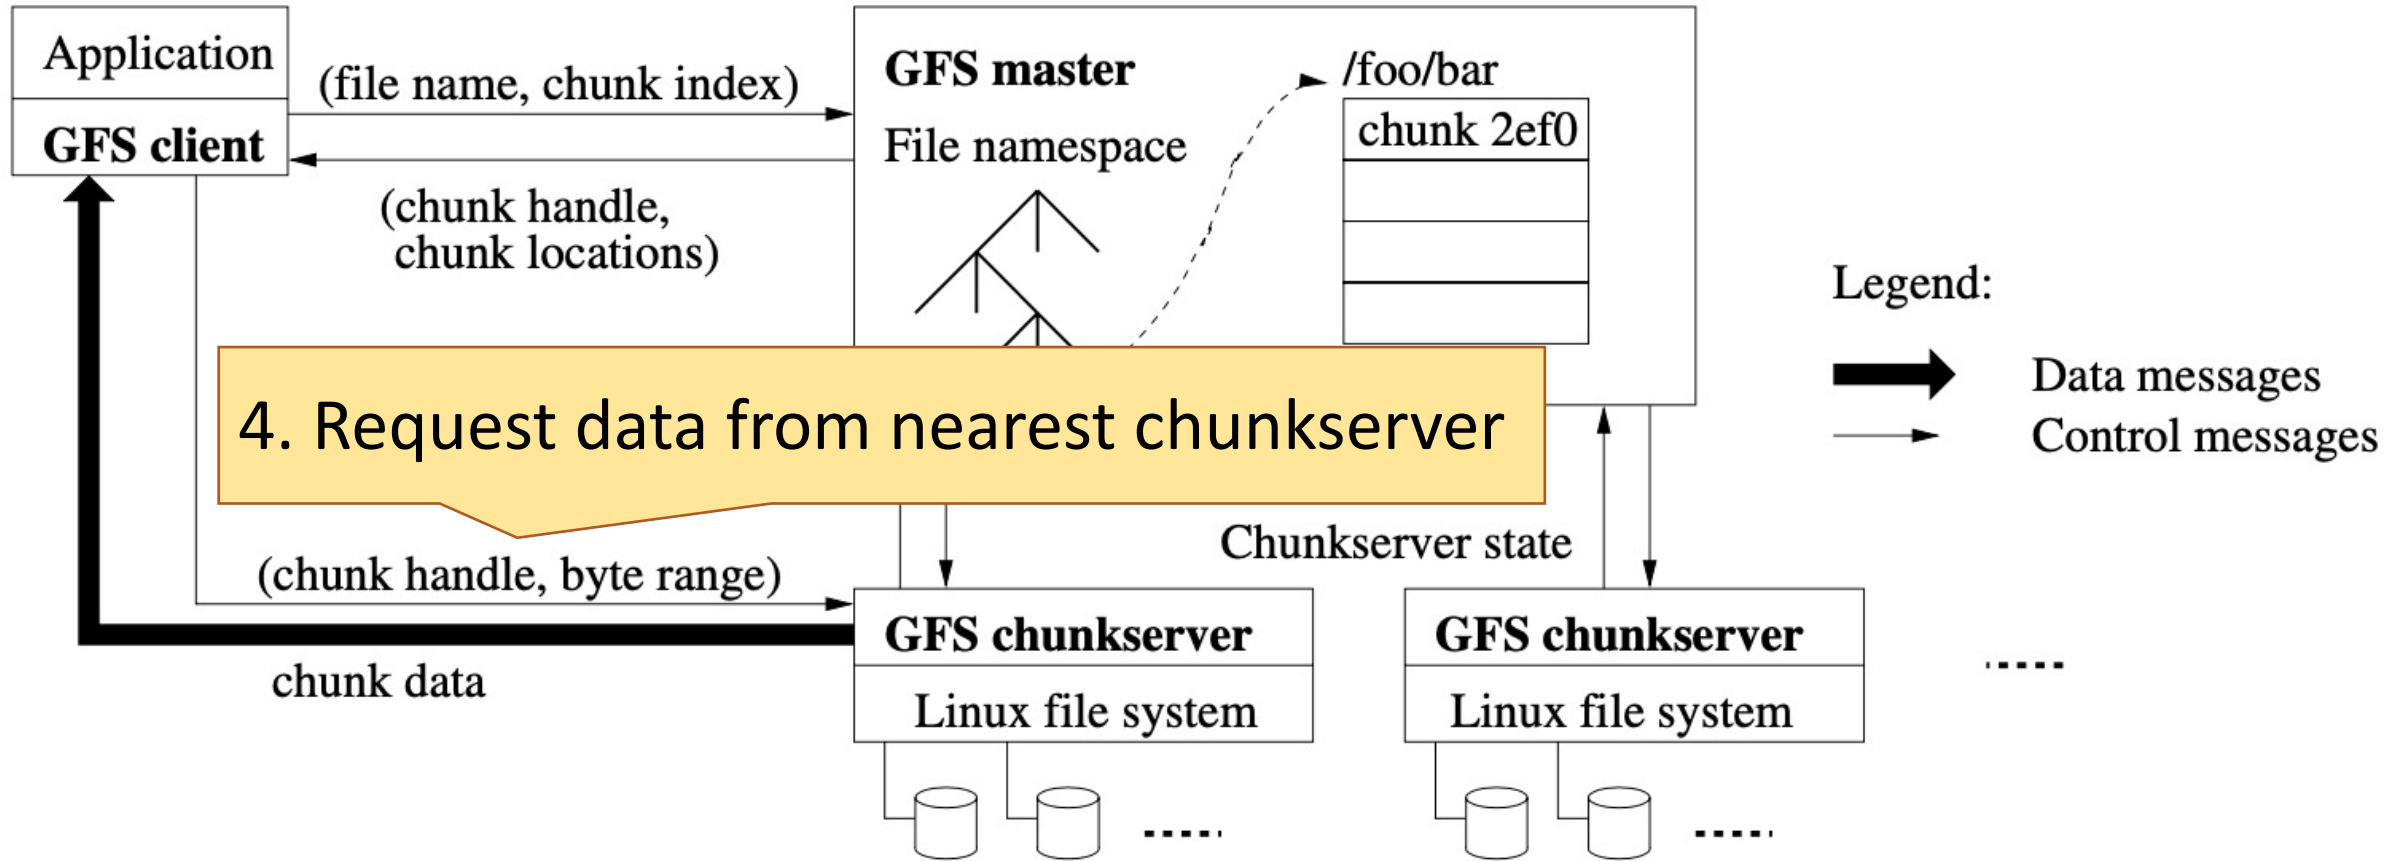 Application
GFS client
(file name, chunk index)
(chunk handle,
chunk locations)
GFS master
File namespace
/foo/bar
chunk 2ef0
Legend:
Data messages
Control messages
4. Request data from nearest chunkserver
Chunkserver state
(chunk handle, byte range)
chunk data
GFS chunkserver
Linux file system
GFS chunkserver
Linux file system